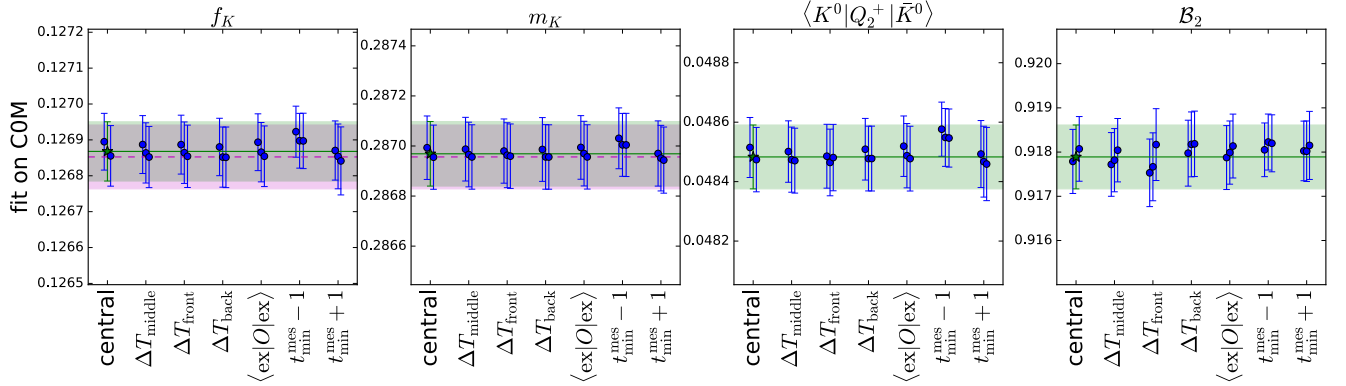 f_K
m_K
⟨K⁰|Q₂⁺|K̄⁰⟩
ℬ₂
fit on C0M
0.1272
0.1271
0.1270
0.1269
0.1268
0.1267
0.1266
0.1265
0.2874
0.2872
0.2870
0.2868
0.2866
0.0488
0.0486
0.0484
0.0482
0.920
0.919
0.918
0.917
0.916
central
ΔT_middle
ΔT_front
ΔT_back
⟨ex|O|ex⟩
t_min^mes − 1
t_min^mes + 1
central
ΔT_middle
ΔT_front
ΔT_back
⟨ex|O|ex⟩
t_min^mes − 1
t_min^mes + 1
central
ΔT_middle
ΔT_front
ΔT_back
⟨ex|O|ex⟩
t_min^mes − 1
t_min^mes + 1
central
ΔT_middle
ΔT_front
ΔT_back
⟨ex|O|ex⟩
t_min^mes − 1
t_min^mes + 1